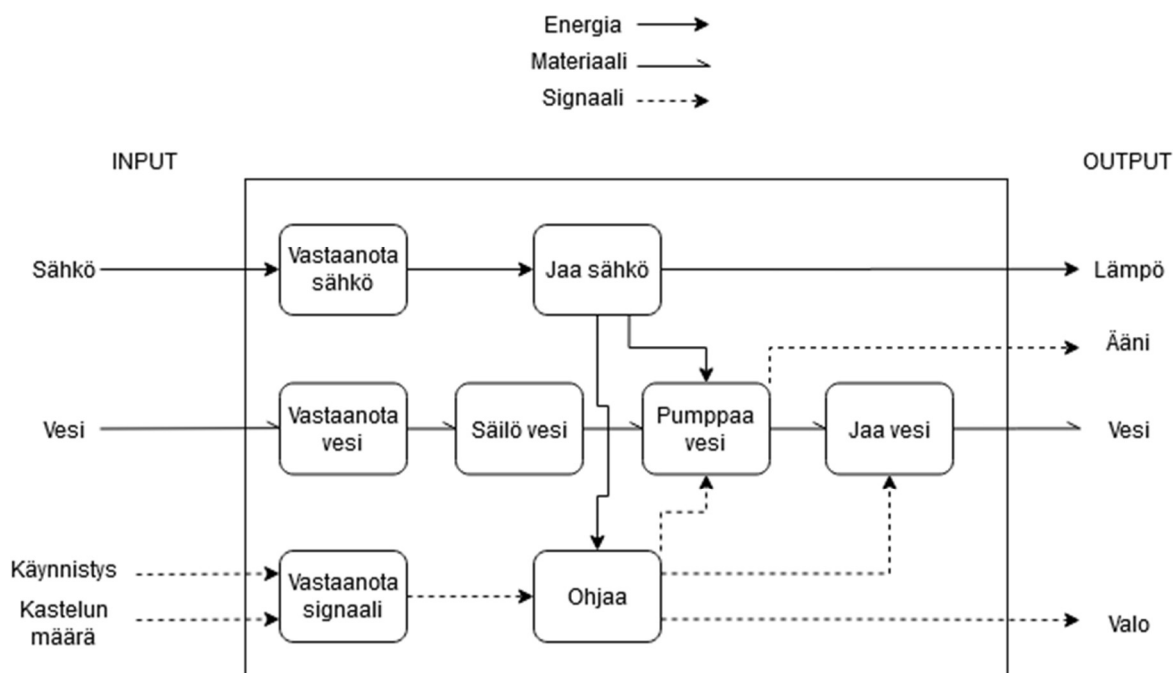 Energia
Materiaali
Signaali
INPUT
OUTPUT
Sähkö
Vastaanota
sähkö
Jaa sähkö
Lämpö
Ääni
Vesi
Vastaanota
vesi
Säilö vesi
Pumppaa
vesi
Jaa vesi
Vesi
Käynnistys
Kastelun
määrä
Vastaanota
signaali
Ohjaa
Valo